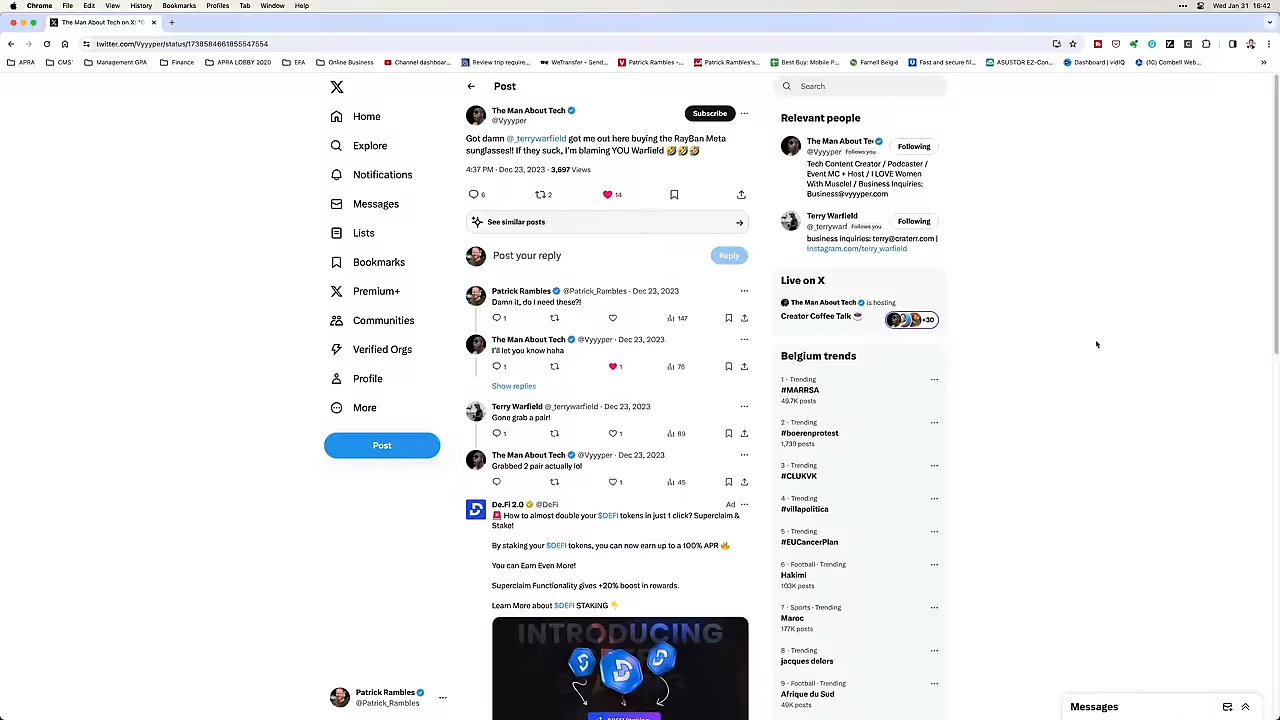 Chrome File Edit View History Bookmarks Profiles Tab Window Help
Wed Jan 31 16:42
The Man About Tech on X: "G
twitter.com/Vyyyper/status/1738584661855547554
APRA CMS' Management GPA Finance APRA LOBBY 2020 EFA Online Business Channel dashboar... Review trip require... WeTransfer - Send... Patrick Rambles -... Patrick Rambles's... Best Buy: Mobile P... Farnell België Fast and secure fil... ASUSTOR EZ-Con... Dashboard | vidIQ (10) Combell Web...
Home
Explore
Notifications
Messages
Lists
Bookmarks
Premium+
Communities
Verified Orgs
Profile
More
Post
Patrick Rambles
@Patrick_Rambles
Post
The Man About Tech
@Vyyyper
Subscribe
Got damn @_terrywarfield got me out here buying the RayBan Meta
sunglasses!! If they suck, I'm blaming YOU Warfield 🤣🤣🤣
4:37 PM · Dec 23, 2023 · 3,697 Views
6 2 14
See similar posts
Post your reply
Reply
Patrick Rambles @Patrick_Rambles · Dec 23, 2023
Damn it, do I need these?!
1 147
The Man About Tech @Vyyyper · Dec 23, 2023
I'll let you know haha
1 1 76
Show replies
Terry Warfield @_terrywarfield · Dec 23, 2023
Gone grab a pair!
1 1 89
The Man About Tech @Vyyyper · Dec 23, 2023
Grabbed 2 pair actually lol
1 45
De.Fi 2.0 @DeFi
Ad
🚨 How to almost double your $DEFI tokens in just 1 click? Superclaim &
Stake!
By staking your $DEFI tokens, you can now earn up to a 100% APR 🔥
You can Earn Even More!
Superclaim Functionality gives +20% boost in rewards.
Learn More about $DEFI STAKING 👇
INTRODUCING
Search
Relevant people
The Man About Te
@Vyyyper Follows you
Following
Tech Content Creator / Podcaster /
Event MC + Host / I LOVE Women
With Muscle! / Business Inquiries:
Business@vyyyper.com
Terry Warfield
@_terrywarf Follows you
Following
business inquiries: terry@craterr.com |
Instagram.com/terry_warfield
Live on X
The Man About Tech is hosting
Creator Coffee Talk ☕
+30
Belgium trends
1 · Trending
#MARRSA
49.7K posts
2 · Trending
#boerenprotest
1,739 posts
3 · Trending
#CLUKVK
4 · Trending
#villapolitica
5 · Trending
#EUCancerPlan
6 · Football · Trending
Hakimi
103K posts
7 · Sports · Trending
Maroc
177K posts
8 · Trending
jacques delors
9 · Football · Trending
Afrique du Sud
49K posts
Messages